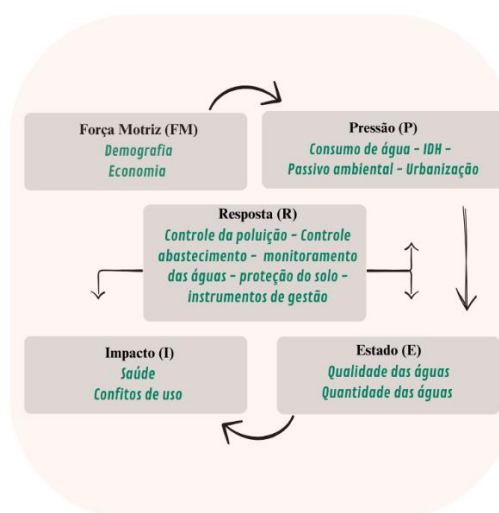 Força Motriz (FM)
Demografia
Economia
Pressão (P)
Consumo de água - IDH -
Passivo ambiental - Urbanização
Resposta (R)
Controle da poluição - Controle
abastecimento - monitoramento
das águas - proteção do solo -
instrumentos de gestão
Impacto (I)
Saúde
Confitos de uso
Estado (E)
Qualidade das águas
Quantidade das águas